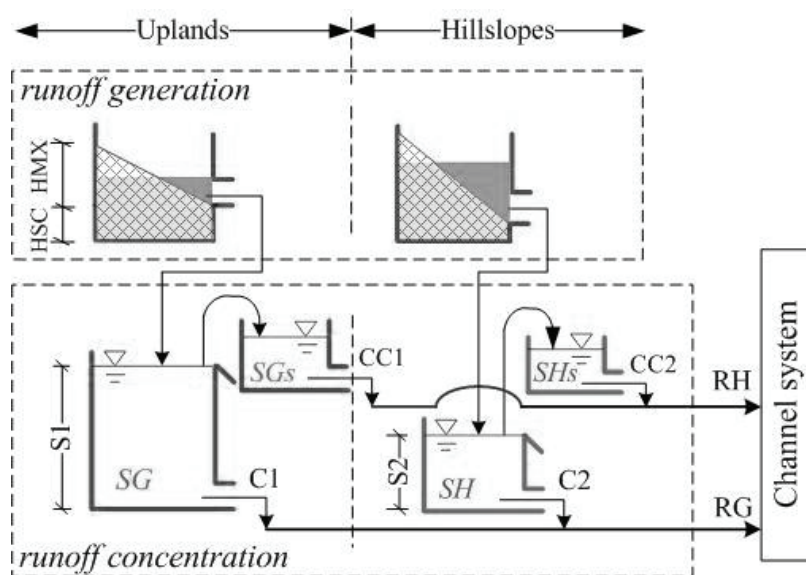 Uplands
Hillslopes
runoff generation
HMX
HSC
SGs
CC1
SHs
CC2
RH
S1
SG
C1
S2
SH
C2
RG
Channel system
runoff concentration